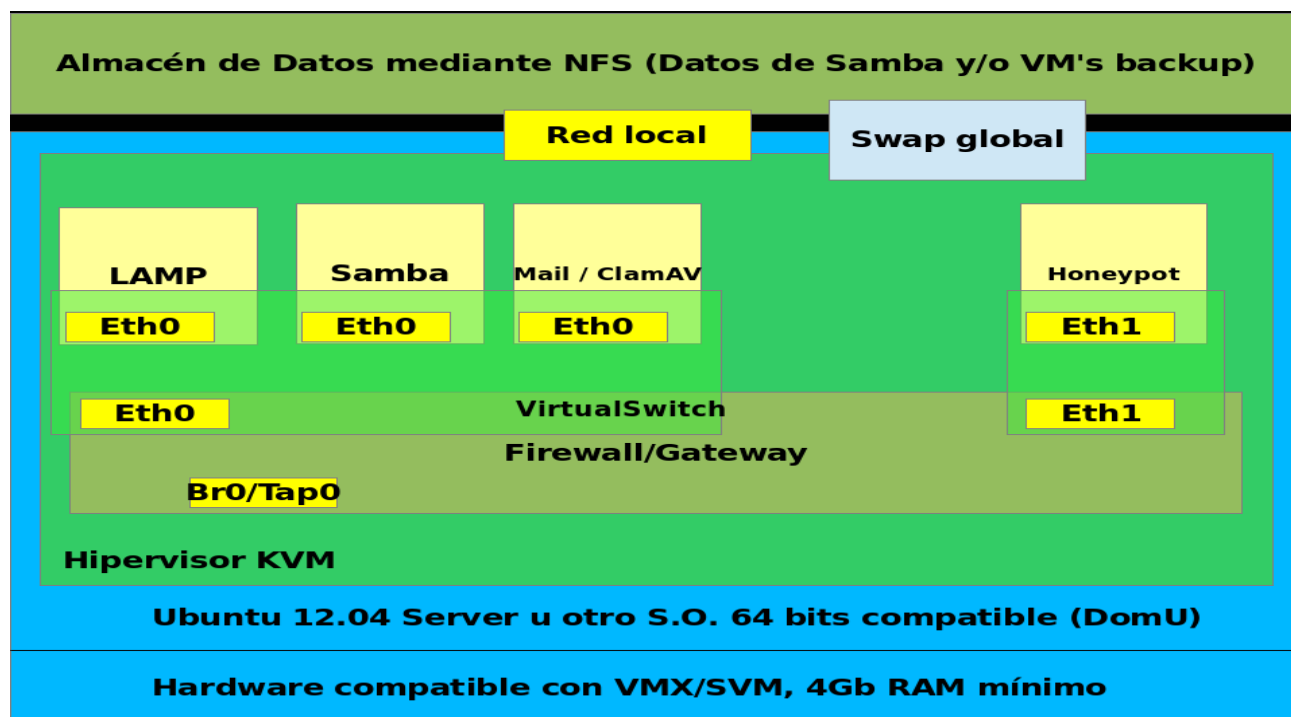 Almacén de Datos mediante NFS (Datos de Samba y/o VM's backup)
Red local
Swap global
LAMP
Samba
Mail / ClamAV
Honeypot
Eth0
Eth0
Eth0
Eth1
Eth0
VirtualSwitch
Eth1
Firewall/Gateway
Br0/Tap0
Hipervisor KVM
Ubuntu 12.04 Server u otro S.O. 64 bits compatible (DomU)
Hardware compatible con VMX/SVM, 4Gb RAM mínimo